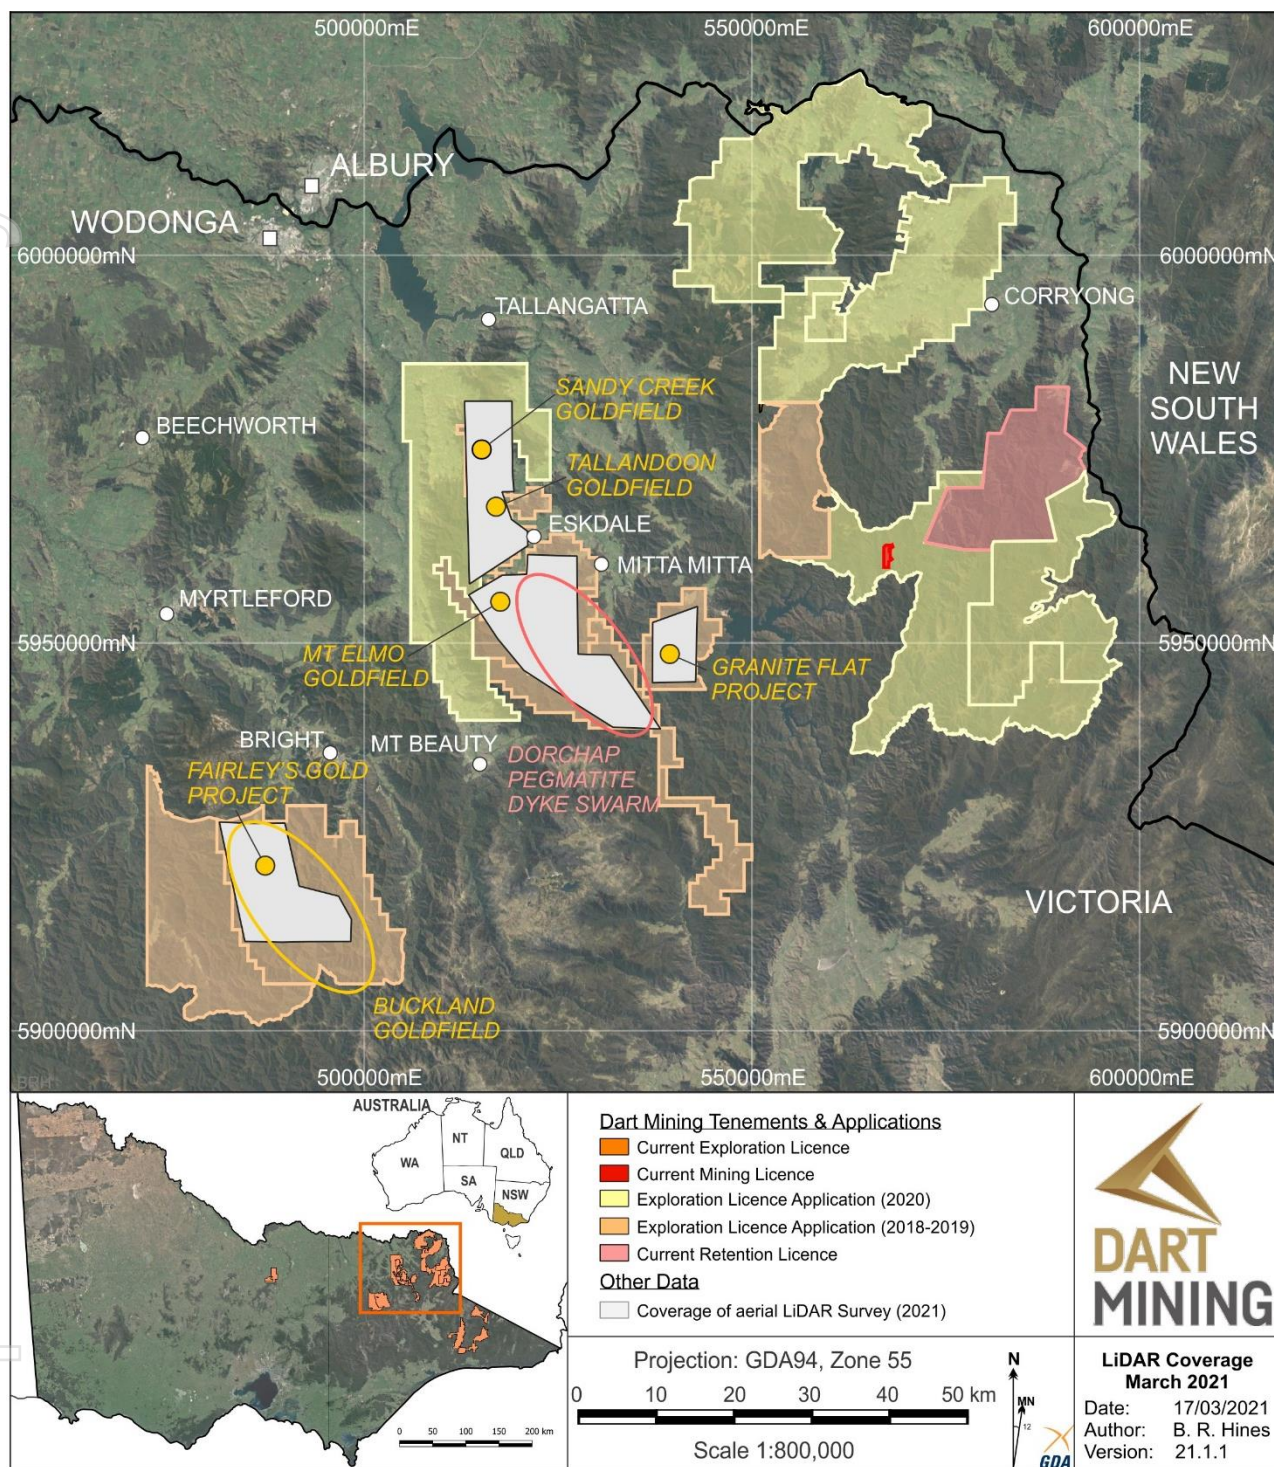 500000mE
550000mE
600000mE
ALBURY
WODONGA
6000000mN
6000000mN
TALLANGATTA
CORRYONG
NEW
SOUTH
WALES
SANDY CREEK
GOLDFIELD
BEECHWORTH
TALLANDOON
GOLDFIELD
ESKDALE
MITTA MITTA
MYRTLEFORD
5950000mN
5950000mN
MT ELMO
GOLDFIELD
GRANITE FLAT
PROJECT
BRIGHT
MT BEAUTY
DORCHAP
PEGMATITE
DYKE SWARM
FAIRLEY'S GOLD
PROJECT
VICTORIA
BUCKLAND
GOLDFIELD
5900000mN
5900000mN
500000mE
550000mE
600000mE
BRH
AUSTRALIA
NT
QLD
WA
SA
NSW
0 50 100 150 200 km
Dart Mining Tenements & Applications
Current Exploration Licence
Current Mining Licence
Exploration Licence Application (2020)
Exploration Licence Application (2018-2019)
Current Retention Licence
Other Data
Coverage of aerial LiDAR Survey (2021)
Projection: GDA94, Zone 55
0 10 20 30 40 50 km
Scale 1:800,000
N
MN
12
GDA
DART
MINING
LiDAR Coverage
March 2021
Date: 17/03/2021
Author: B. R. Hines
Version: 21.1.1